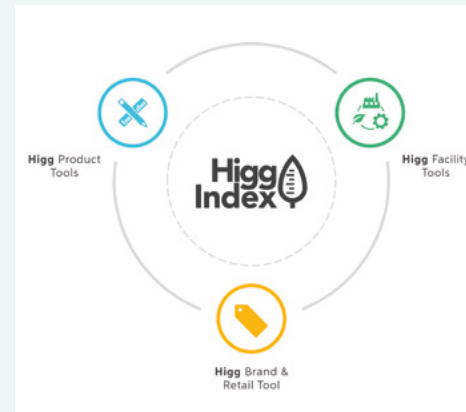 Higg Product
Tools
Higg Facility
Tools
Higg
Index
Higg Brand &
Retail Tool